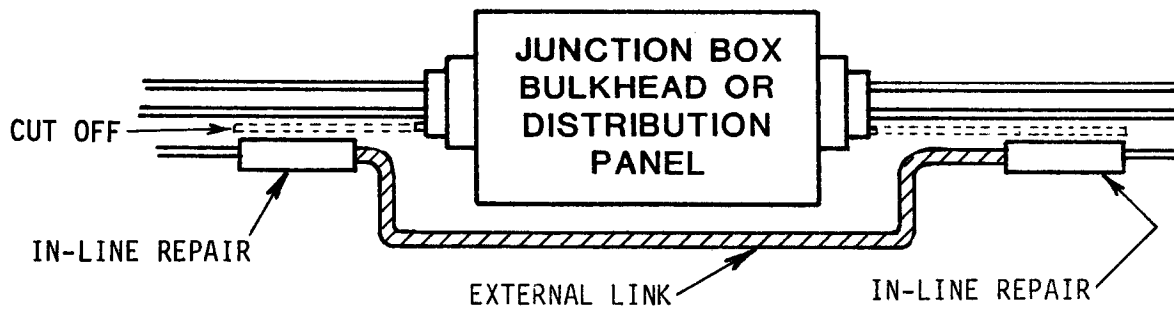 JUNCTION BOX
BULKHEAD OR
DISTRIBUTION
PANEL
CUT OFF
IN-LINE REPAIR
EXTERNAL LINK
IN-LINE REPAIR